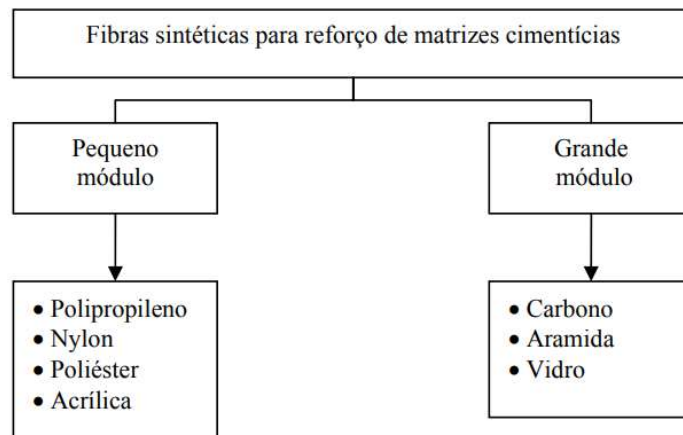 Fibras sintéticas para reforço de matrizes cimentícias
Pequeno
módulo
Grande
módulo
• Polipropileno
• Nylon
• Poliéster
• Acrílica
• Carbono
• Aramida
• Vidro